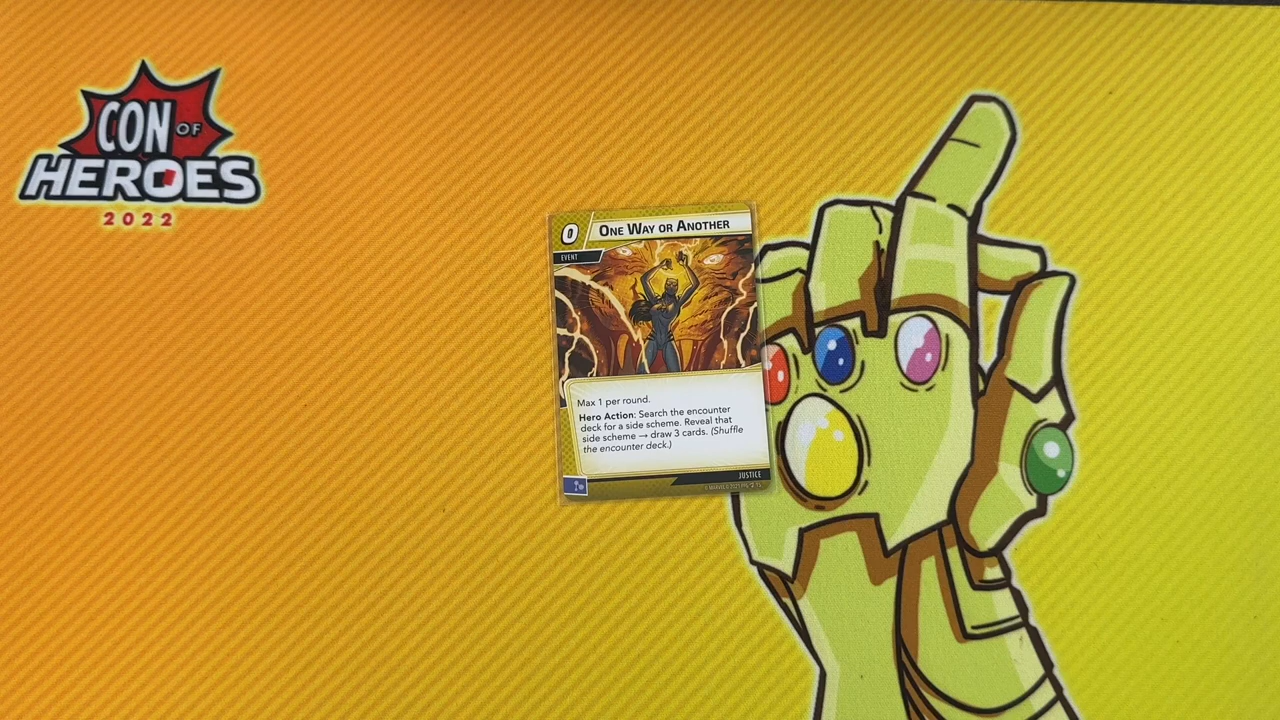 CON OF
HEROES
2022
0
ONE WAY OR ANOTHER
EVENT
Max 1 per round.
Hero Action: Search the encounter
deck for a side scheme. Reveal that
side scheme → draw 3 cards. (Shuffle
the encounter deck.)
JUSTICE